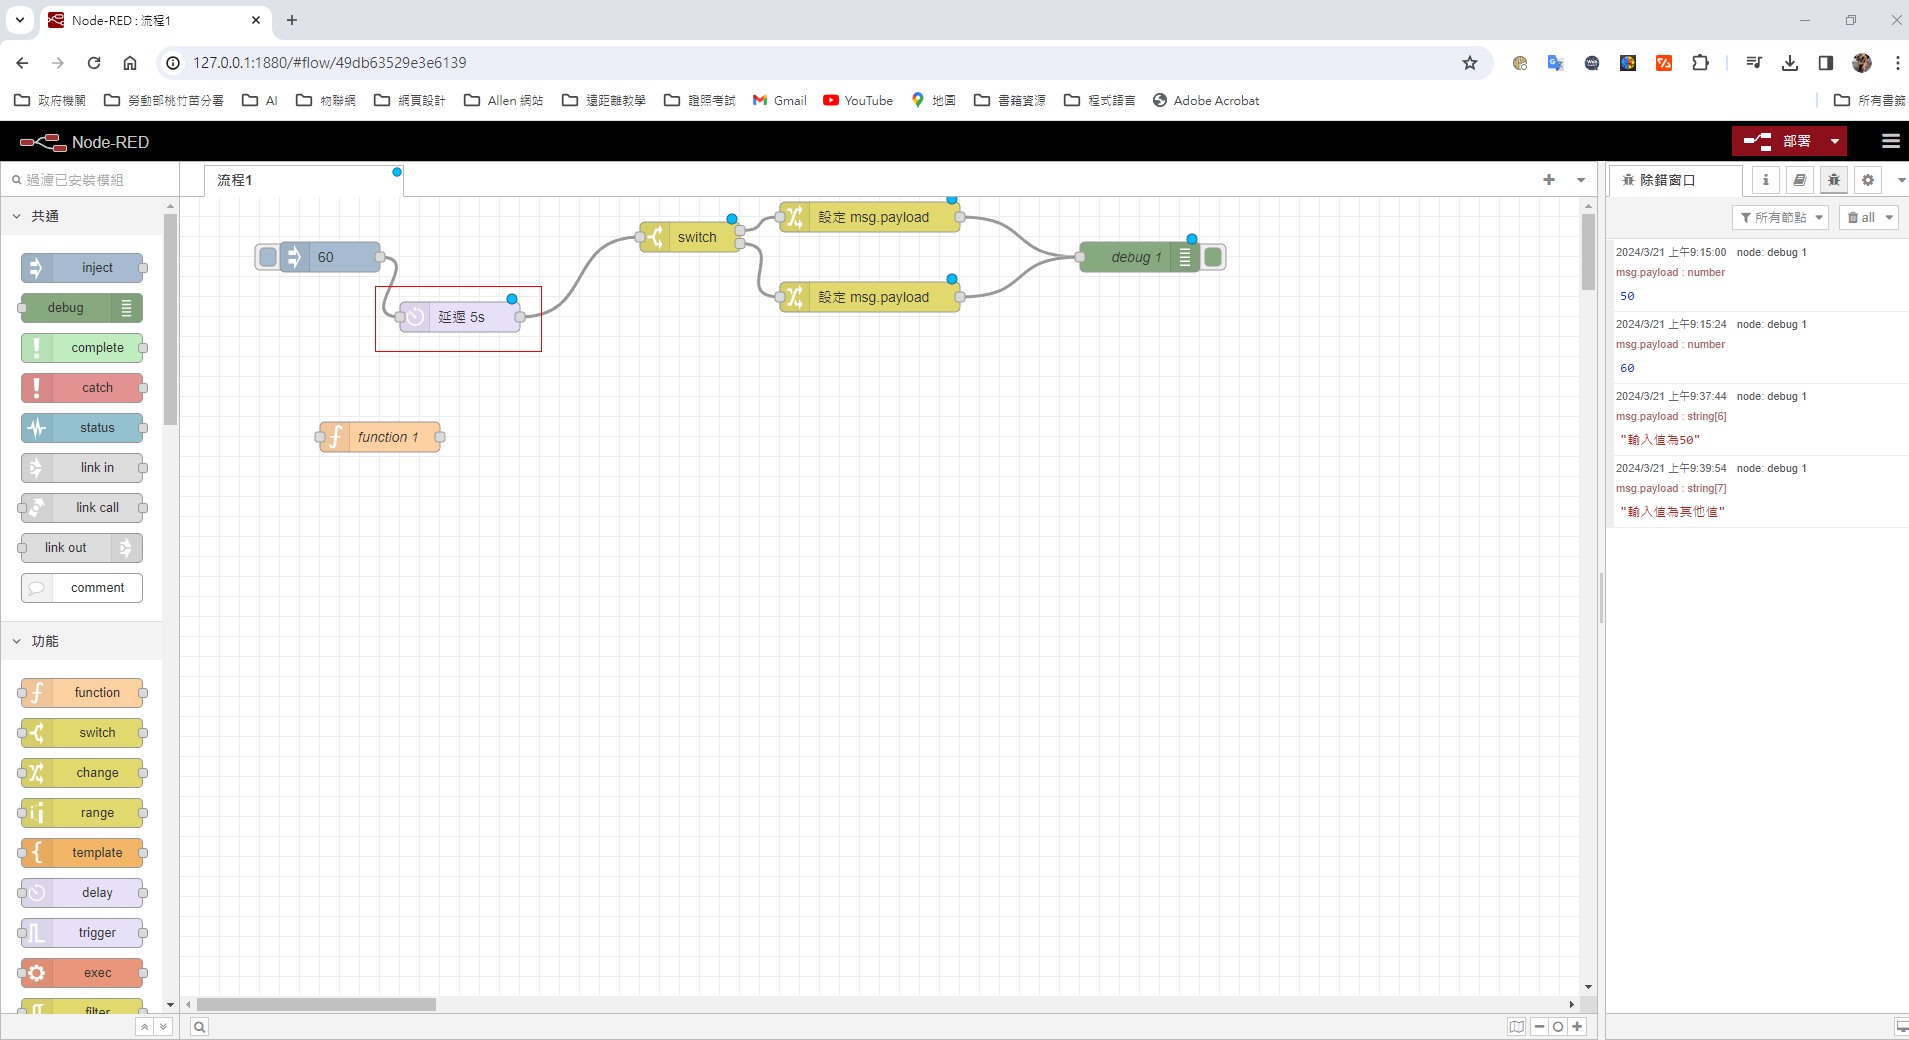 Node-RED : 流程1
127.0.0.1:1880/#flow/49db63529e3e6139
政府機關 勞動部桃竹苗分署 AI 物聯網 網頁設計 Allen 網站 遠距離教學 證照考試 Gmail YouTube 地圖 書籍資源 程式語言 Adobe Acrobat 所有書籤
Node-RED 部署
過濾已安裝模組
共通
inject
debug
complete
catch
status
link in
link call
link out
comment
功能
function
switch
change
range
template
delay
trigger
exec
filter
流程1
60
延遲 5s
switch
設定 msg.payload
設定 msg.payload
debug 1
function 1
除錯窗口
所有節點 all
2024/3/21 上午9:15:00 node: debug 1
msg.payload : number
50
2024/3/21 上午9:15:24 node: debug 1
msg.payload : number
60
2024/3/21 上午9:37:44 node: debug 1
msg.payload : string[6]
"輸入值為50"
2024/3/21 上午9:39:54 node: debug 1
msg.payload : string[7]
"輸入值為其他值"